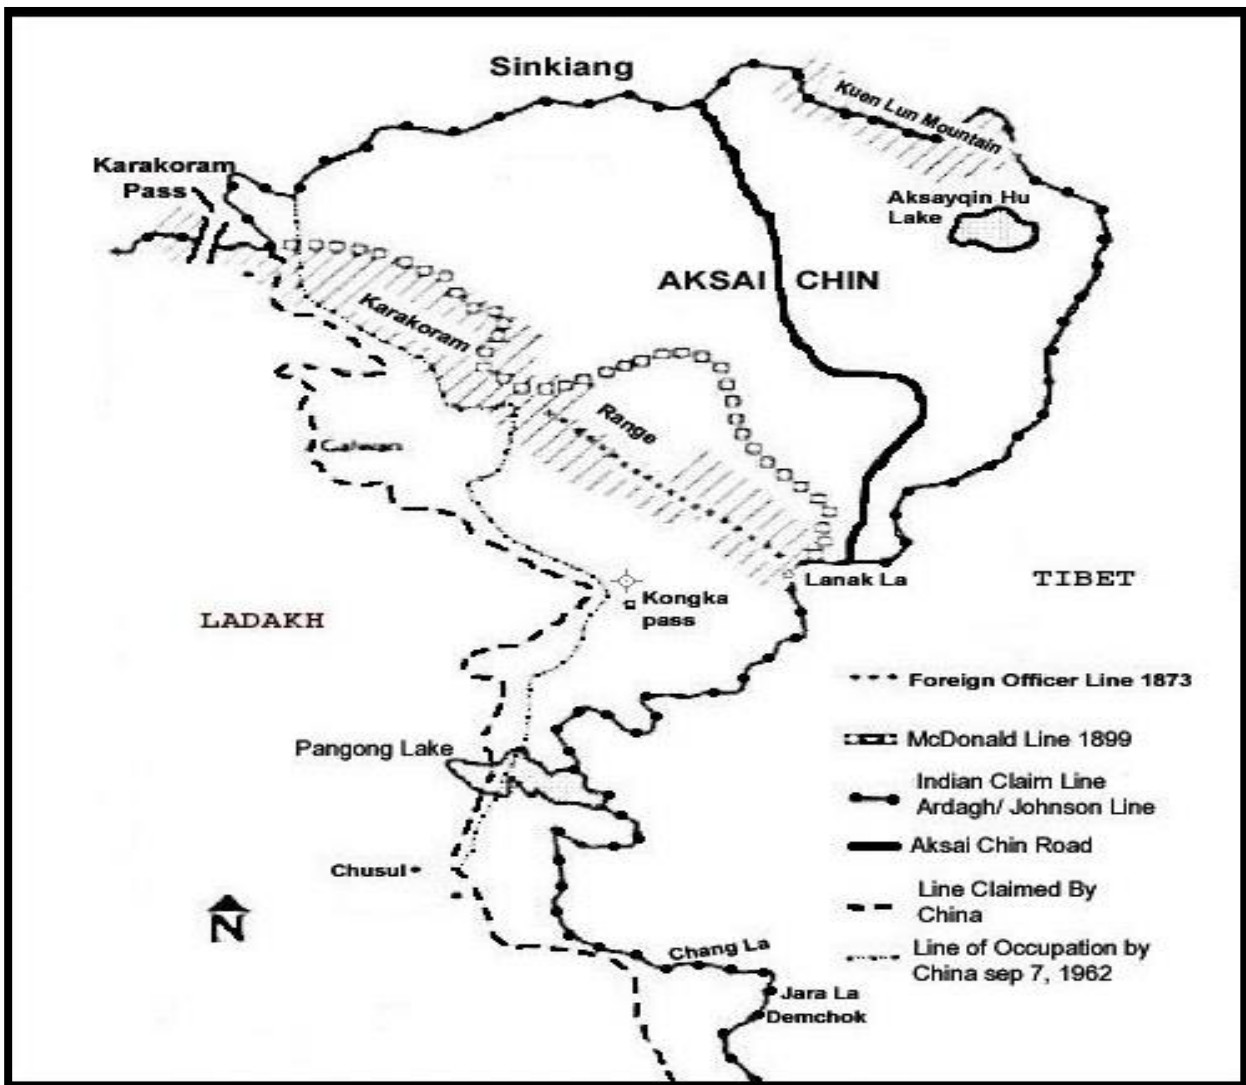 Sinkiang
Kuen Lun Mountain
Karakoram
Pass
Aksayqin Hu
Lake
AKSAI CHIN
Karakoram
Range
Galwan
Lanak La
TIBET
Kongka
pass
LADAKH
Foreign Officer Line 1873
Pangong Lake
McDonald Line 1899
Indian Claim Line
Ardagh/ Johnson Line
Aksai Chin Road
Chusul
Line Claimed By
China
N
Chang La
Line of Occupation by
China sep 7, 1962
Jara La
Demchok